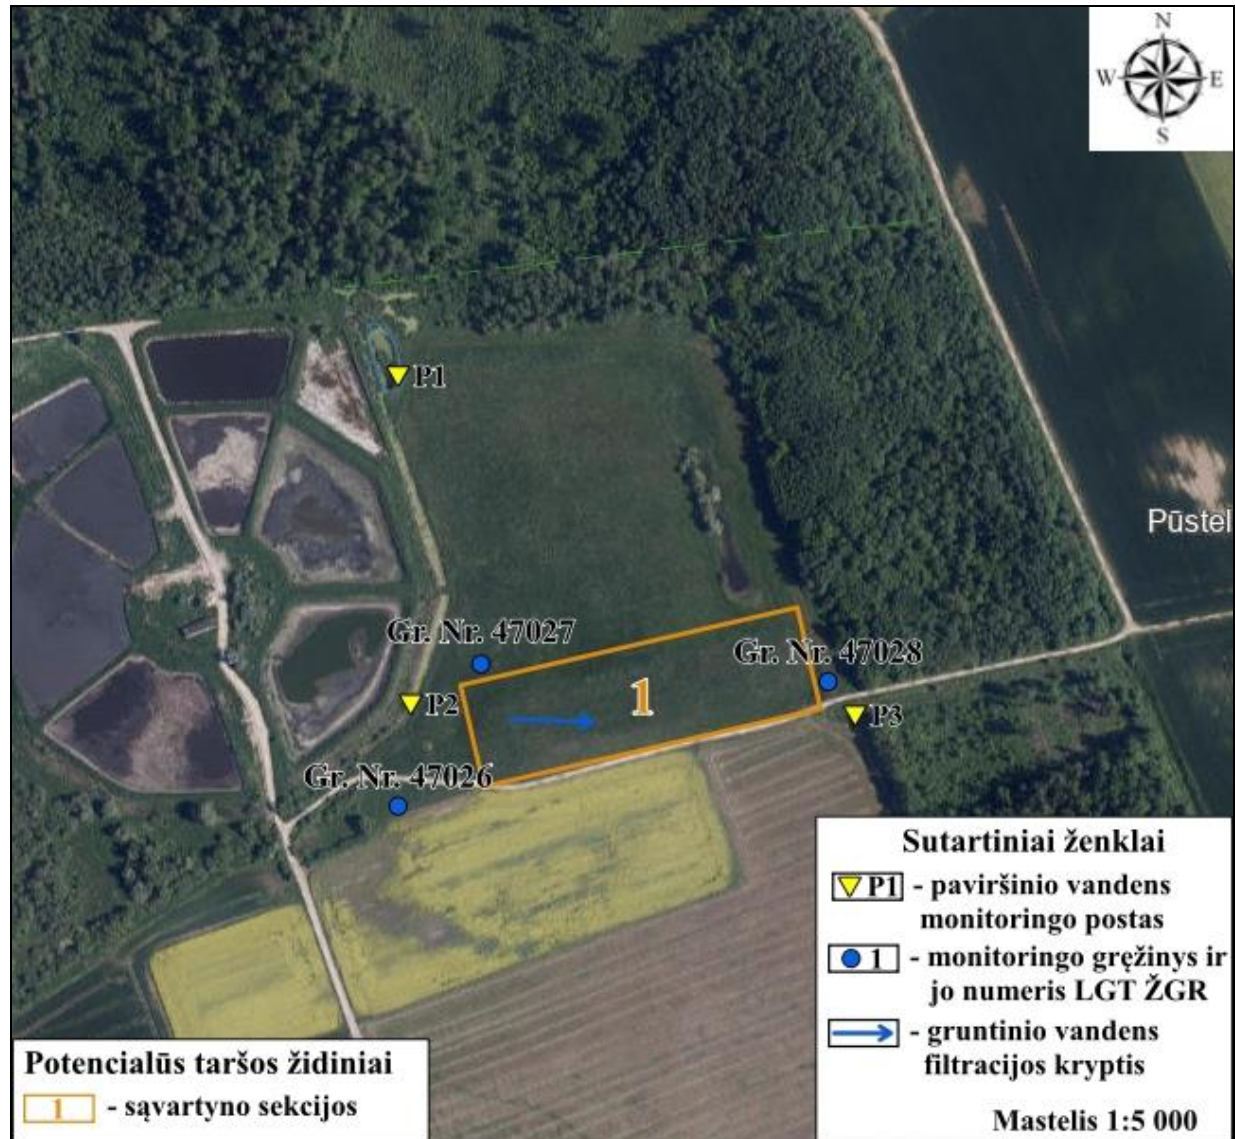 N
W E
S
P1
Pūstel
Gr. Nr. 47027
Gr. Nr. 47028
1
P2
P3
Gr. Nr. 47026
Sutartiniai ženklai
P1 - paviršinio vandens
monitoringo postas
1 - monitoringo gręžinys ir
jo numeris LGT ŽGR
- gruntinio vandens
filtracijos kryptis
Mastelis 1:5 000
Potencialūs taršos židiniai
1 - sąvartyno sekcijos